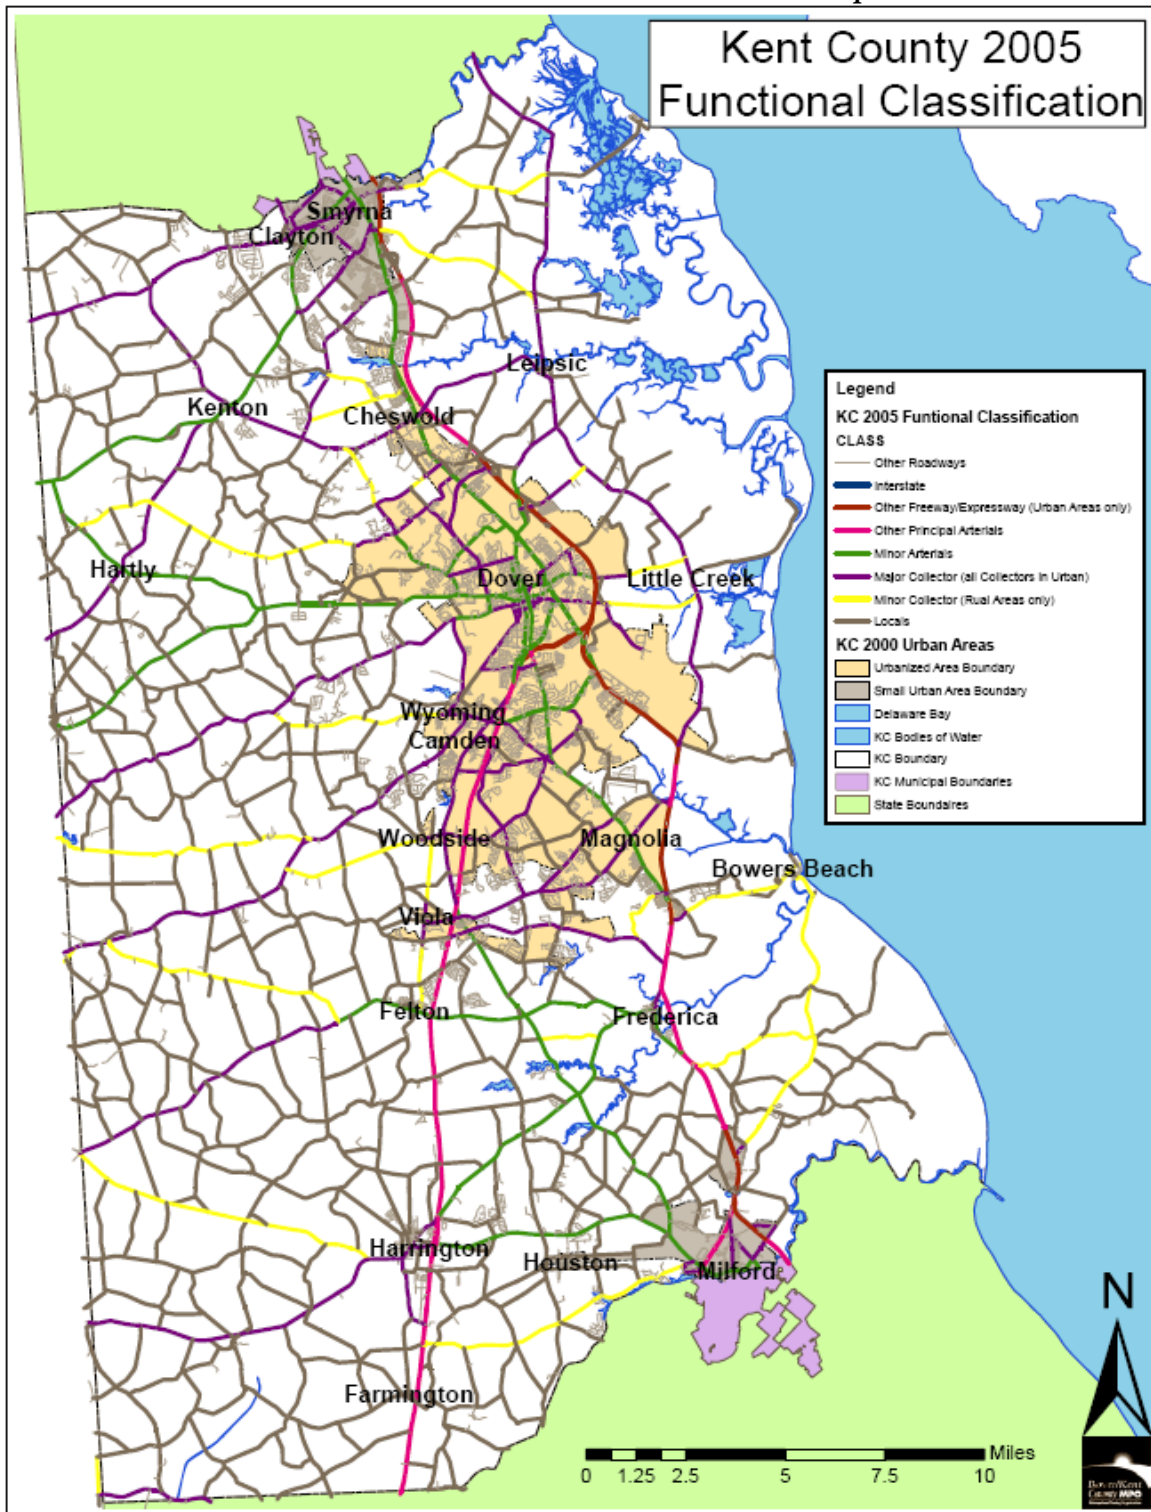 Kent County 2005
Functional Classification
Smyrna
Clayton
Leipsic
Kenton
Cheswold
Hartly
Dover
Little Creek
Wyoming
Camden
Woodside
Magnolia
Bowers Beach
Viola
Felton
Frederica
Harrington
Houston
Milford
Farmington
Legend
KC 2005 Funtional Classification
CLASS
Other Roadways
Interstate
Other Freeway/Expressway (Urban Areas only)
Other Principal Arterials
Minor Arterials
Major Collector (all Collectors in Urban)
Minor Collector (Rual Areas only)
Locals
KC 2000 Urban Areas
Urbanized Area Boundary
Small Urban Area Boundary
Delaware Bay
KC Bodies of Water
KC Boundary
KC Municipal Boundaries
State Boundaires
N
Miles
0 1.25 2.5 5 7.5 10
Dover/Kent
County MPO